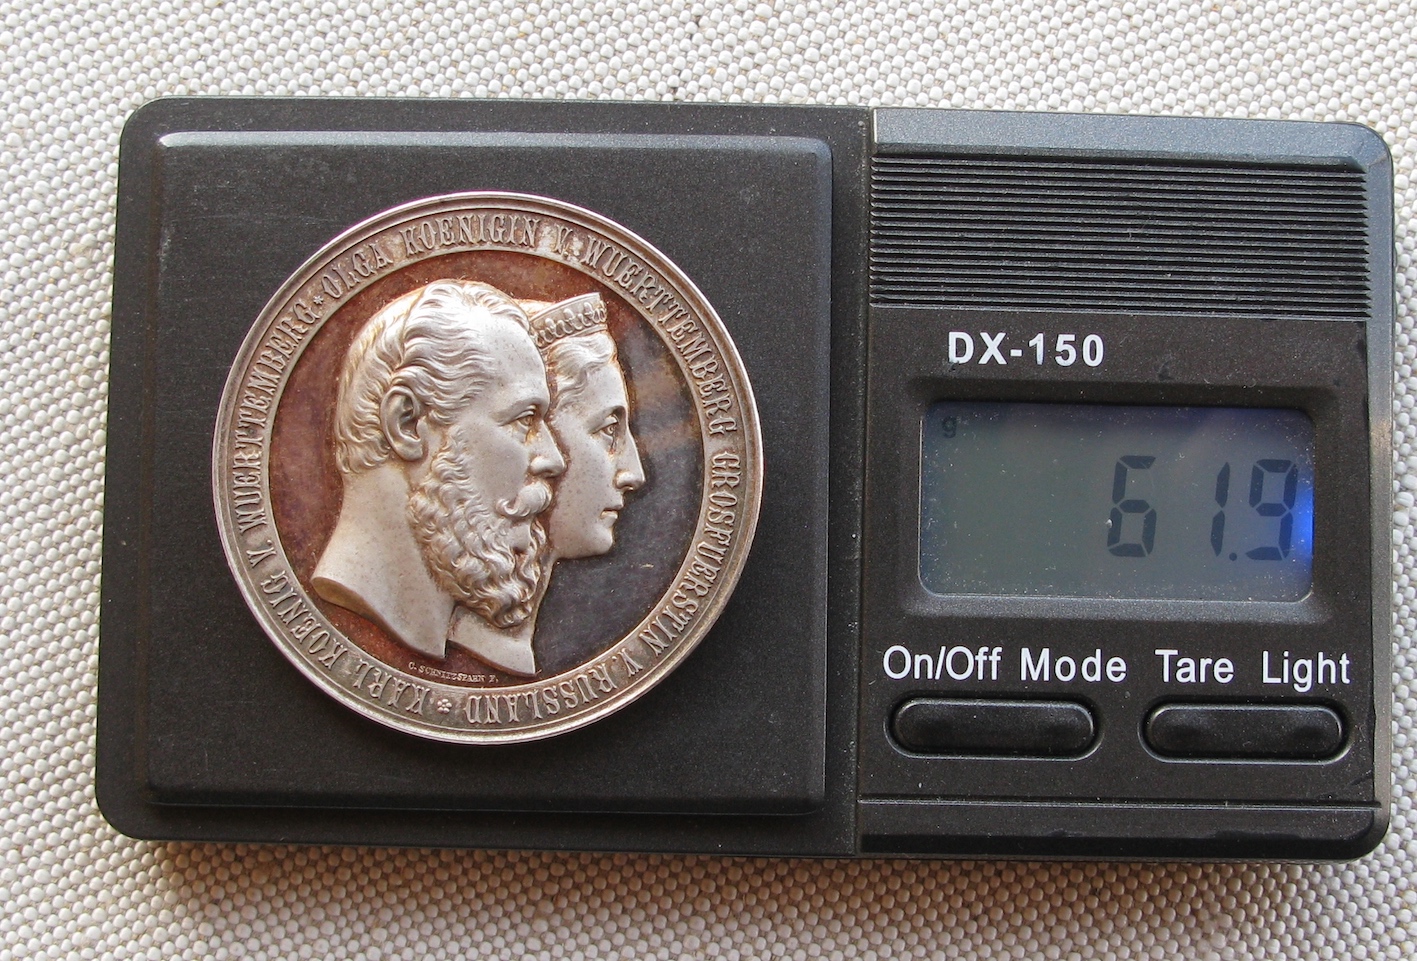 KARL KOENIG V. WUERTTEMBERG * OLGA KOENIGIN V. WUERTTEMBERG GROSFUERSTIN V. RUSSLAND
C. SCHNITZSPAHN F.
DX-150
g
61.9
On/Off Mode Tare Light